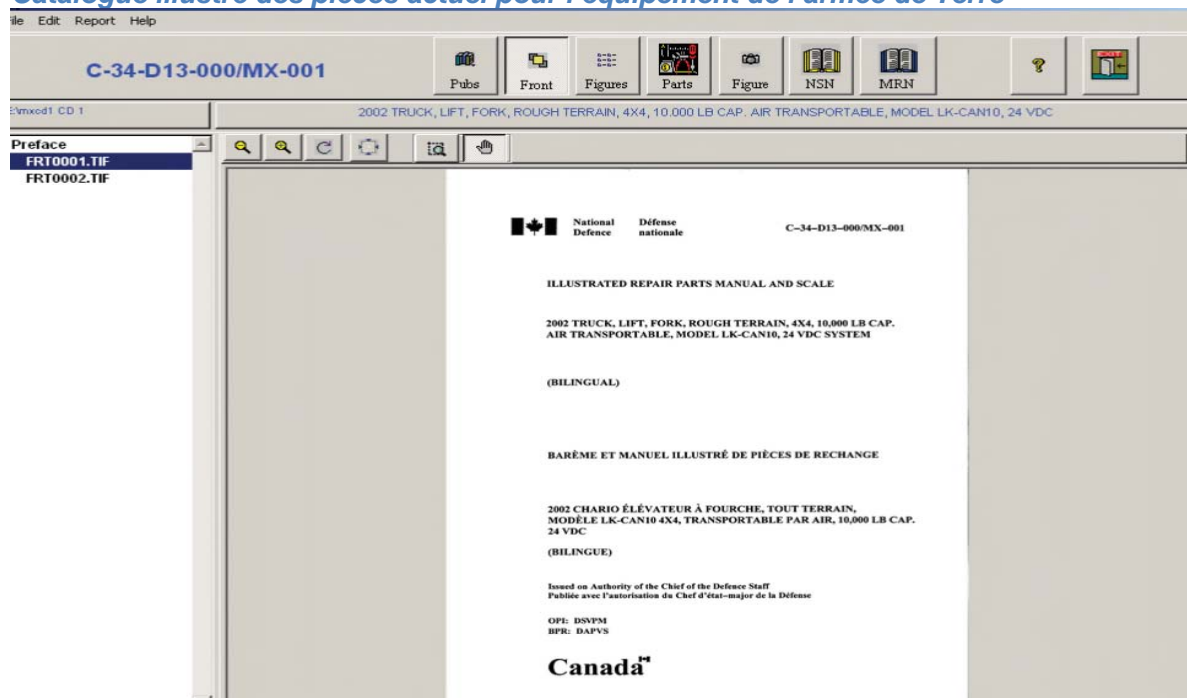 Catalogue illustré des pièces actuel pour l'équipement de l'armée de Terre
File Edit Report Help
C-34-D13-000/MX-001
Pubs Front Figures Parts Figure NSN MRN ? EXIT
E:\mxcd1 CD 1
2002 TRUCK, LIFT, FORK, ROUGH TERRAIN, 4X4, 10,000 LB CAP. AIR TRANSPORTABLE, MODEL LK-CAN10, 24 VDC
Preface
FRT0001.TIF
FRT0002.TIF
National Défense
Defence nationale
C–34–D13–000/MX–001
ILLUSTRATED REPAIR PARTS MANUAL AND SCALE
2002 TRUCK, LIFT, FORK, ROUGH TERRAIN, 4X4, 10,000 LB CAP.
AIR TRANSPORTABLE, MODEL LK-CAN10, 24 VDC SYSTEM
(BILINGUAL)
BARÈME ET MANUEL ILLUSTRÉ DE PIÈCES DE RECHANGE
2002 CHARIO ÉLÉVATEUR À FOURCHE, TOUT TERRAIN,
MODÈLE LK-CAN10 4X4, TRANSPORTABLE PAR AIR, 10,000 LB CAP.
24 VDC
(BILINGUE)
Issued on Authority of the Chief of the Defence Staff
Publiée avec l'autorisation du Chef d'état–major de la Défense
OPI: DSVPM
BPR: DAPVS
Canada